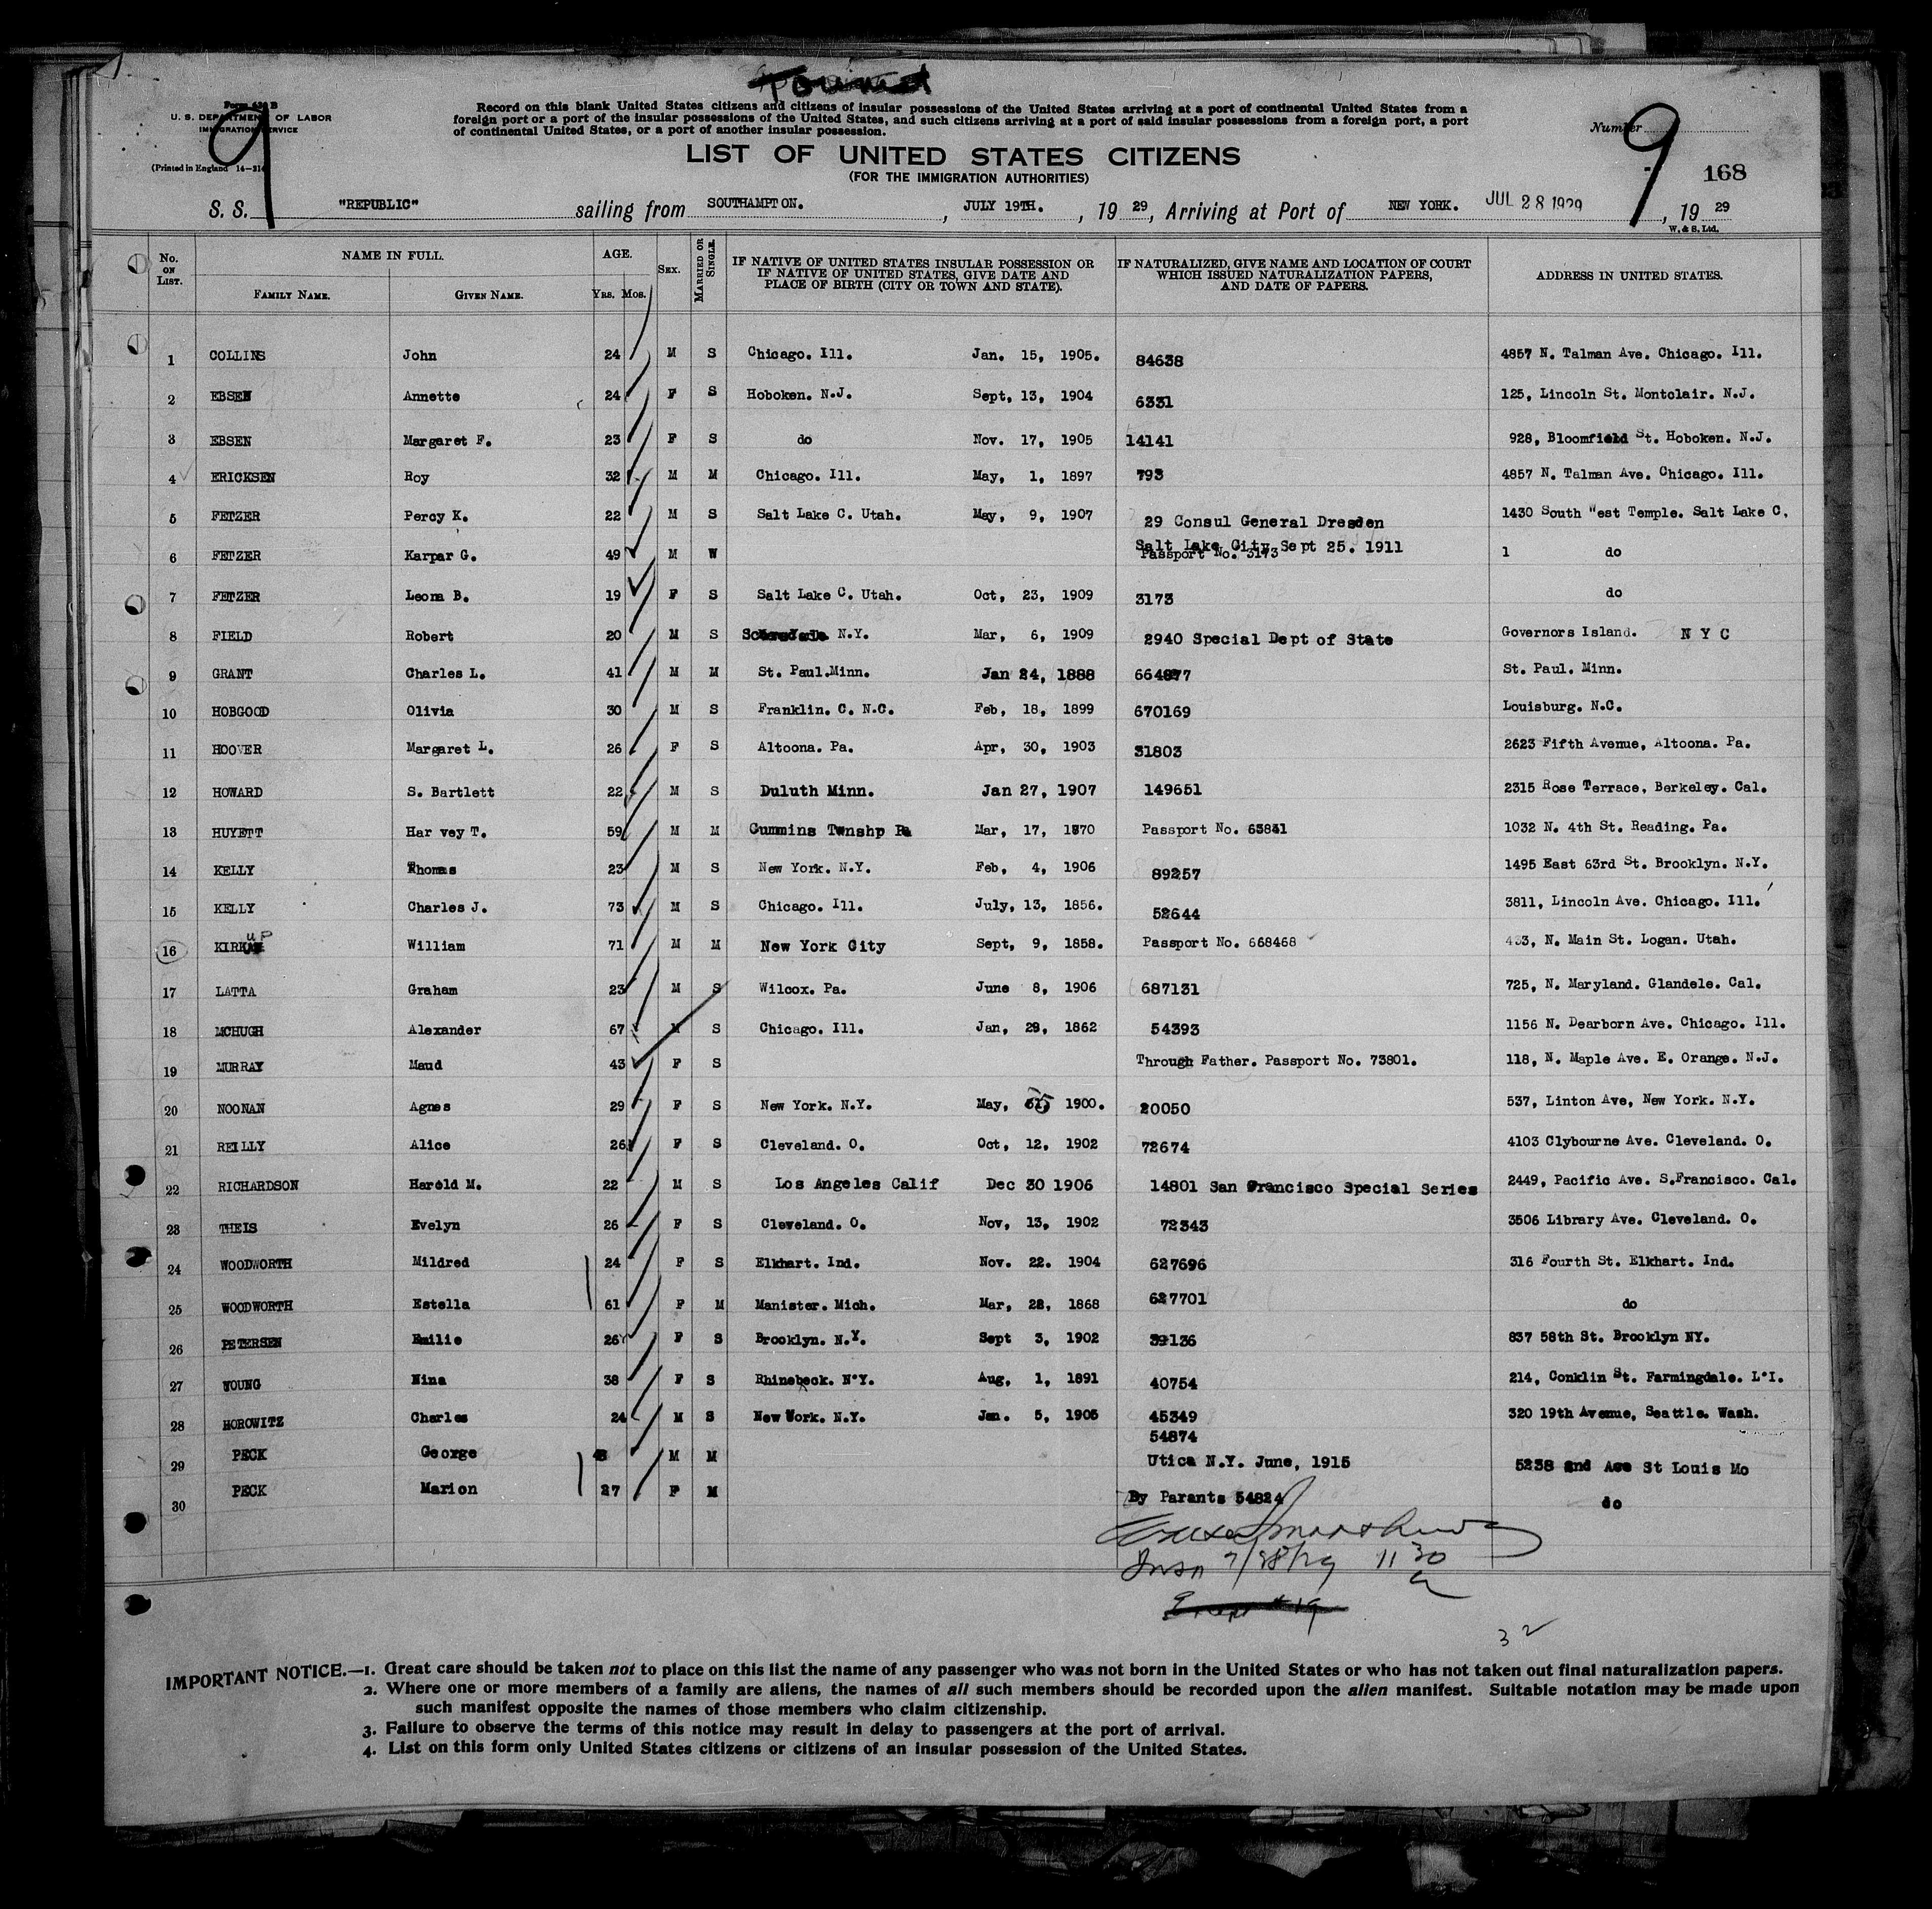 Tourist
Form 630 B
U. S. DEPARTMENT OF LABOR
IMMIGRATION SERVICE
(Printed in England 14-314
9
Record on this blank United States citizens and citizens of insular possessions of the United States arriving at a port of continental United States from a
foreign port or a port of the insular possessions of the United States, and such citizens arriving at a port of said insular possessions from a foreign port, a port
of continental United States, or a port of another insular possession.
Number 9
168
LIST OF UNITED STATES CITIZENS
(FOR THE IMMIGRATION AUTHORITIES)
S. S. "REPUBLIC" sailing from SOUTHAMPTON. , JULY 19TH. , 19 29, Arriving at Port of NEW YORK. JUL 28 1929 , 19 29
W. & S. Ltd.
No. ON LIST. NAME IN FULL. FAMILY NAME. GIVEN NAME. AGE. YRS. MOS. SEX. MARRIED OR SINGLE. IF NATIVE OF UNITED STATES INSULAR POSSESSION OR IF NATIVE OF UNITED STATES, GIVE DATE AND PLACE OF BIRTH (CITY OR TOWN AND STATE). IF NATURALIZED, GIVE NAME AND LOCATION OF COURT WHICH ISSUED NATURALIZATION PAPERS, AND DATE OF PAPERS. ADDRESS IN UNITED STATES.
1 COLLINS John 24 M S Chicago. Ill. Jan. 15, 1905. 84638 4857 N. Talman Ave. Chicago. Ill.
2 EBSEN Annette 24 F S Hoboken. N.J. Sept, 13, 1904 6331 125, Lincoln St. Montclair. N.J.
3 EBSEN Margaret F. 23 F S do Nov. 17, 1905 14141 928, Bloomfield St. Hoboken. N.J.
4 ERICKSEN Roy 32 M M Chicago. Ill. May, 1, 1897 793 4857 N. Talman Ave. Chicago. Ill.
5 FETZER Percy K. 22 M S Salt Lake C. Utah. May, 9, 1907 29 Consul General Dresden 1430 South "est Temple. Salt Lake C.
6 FETZER Karpar G. 49 M W Salt Lake City Sept 25. 1911 Passport No. 3173 1 do
7 FETZER Leona B. 19 F S Salt Lake C. Utah. Oct, 23, 1909 3173 do
8 FIELD Robert 20 M S N.Y. Mar, 6, 1909 2940 Special Dept of State Governors Island. N Y C
9 GRANT Charles L. 41 M M St. Paul.Minn. Jan 24, 1888 664877 St. Paul. Minn.
10 HOBGOOD Olivia 30 M S Franklin. C. N.C. Feb, 18, 1899 670169 Louisburg. N.C.
11 HOOVER Margaret L. 26 F S Altoona. Pa. Apr, 30, 1903 31803 2623 Fifth Avenue, Altoona. Pa.
12 HOWARD S. Bartlett 22 M S Duluth Minn. Jan 27, 1907 149651 2315 Rose Terrace, Berkeley. Cal.
13 HUYETT Har vey T. 59 M M Cummins Twnshp Pa Mar, 17, 1870 Passport No. 63831 1032 N. 4th St. Reading. Pa.
14 KELLY Thomas 23 M S New York. N.Y. Feb, 4, 1906 89257 1495 East 63rd St. Brooklyn. N.Y.
15 KELLY Charles J. 73 M S Chicago. Ill. July, 13, 1856. 52644 3811, Lincoln Ave. Chicago. Ill.
16 KIRKUP William 71 M M New York City Sept, 9, 1858. Passport No. 668468 433, N. Main St. Logan. Utah.
17 LATTA Graham 23 M S Wilcox. Pa. June 8, 1906 687131 725, N. Maryland. Glandele. Cal.
18 MCHUGH Alexander 67 M S Chicago. Ill. Jan, 28, 1862 54393 1156 N. Dearborn Ave. Chicago. Ill.
19 MURRAY Maud 43 F S Through Father. Passport No. 73801. 118, N. Maple Ave. E. Orange. N.J.
20 NOONAN Agnes 29 F S New York. N.Y. May, 1900. 20050 537, Linton Ave, New York. N.Y.
21 REILLY Alice 26 F S Cleveland. O. Oct, 12, 1902 72674 4103 Clybourne Ave. Cleveland. O.
22 RICHARDSON Harold M. 22 M S Los Angeles Calif Dec 30 1906 14801 San Francisco Special Series 2449, Pacific Ave. S.Francisco. Cal.
23 THEIS Evelyn 26 F S Cleveland. O. Nov, 13, 1902 72343 3506 Library Ave. Cleveland. O.
24 WOODWORTH Mildred 24 F S Elkhart. Ind. Nov. 22. 1904 627696 316 Fourth St. Elkhart. Ind.
25 WOODWORTH Estella 61 F M Manister. Mich. Mar, 28, 1868 627701 do
26 PETERSEN Emilie 26 F S Brooklyn. N.Y. Sept 3, 1902 39136 837 58th St. Brooklyn NY.
27 YOUNG Nina 38 F S Rhinebeck. N.Y. Aug, 1, 1891 40754 214, Conklin St. Farmingdale. L.I.
28 HOROWITZ Charles 24 M S New York. N.Y. Jan. 5, 1905 45349 320 19th Avenue, Seattle. Wash.
54874
29 PECK George M M Utica N.Y. June, 1915 5238 2nd Ave St Louis Mo
30 PECK Marion 27 F M By Parants 54824 do
Insn 7/28/29 11 30 a
Except # 19
32
IMPORTANT NOTICE.—1. Great care should be taken not to place on this list the name of any passenger who was not born in the United States or who has not taken out final naturalization papers.
2. Where one or more members of a family are aliens, the names of all such members should be recorded upon the alien manifest. Suitable notation may be made upon
such manifest opposite the names of those members who claim citizenship.
3. Failure to observe the terms of this notice may result in delay to passengers at the port of arrival.
4. List on this form only United States citizens or citizens of an insular possession of the United States.